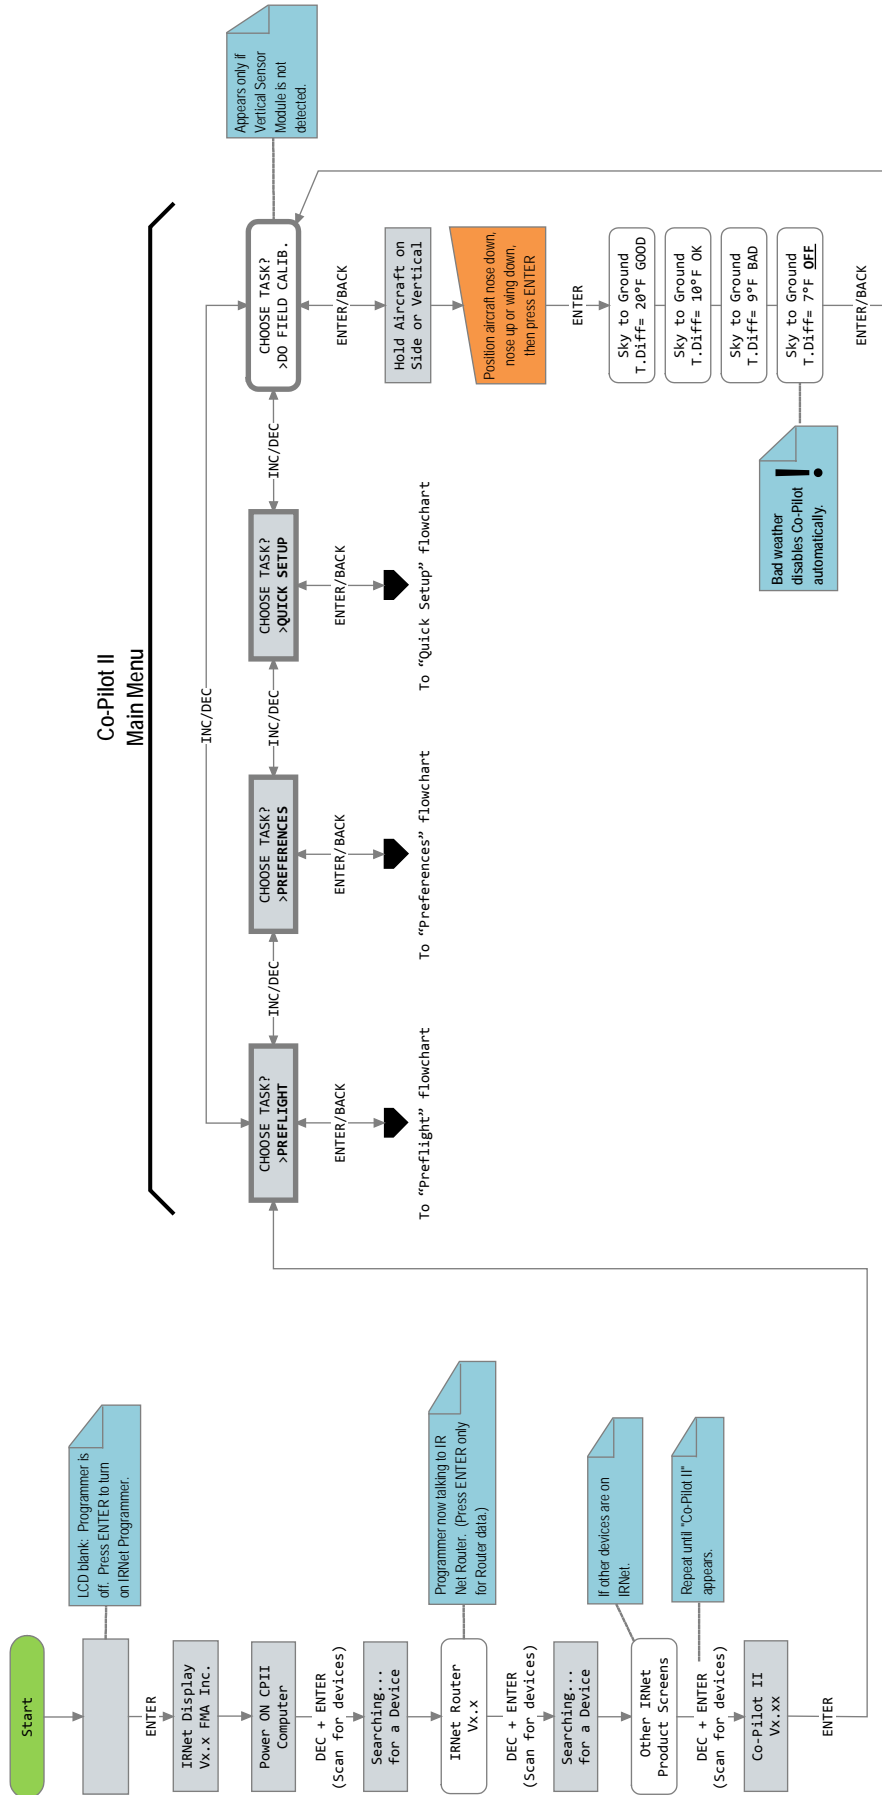 Co-Pilot II
Main Menu
Start
LCD blank: Programmer is
off. Press ENTER to turn
on IRNet Programmer.
ENTER
IRNet Display
Vx.x FMA Inc.
Power ON CPII
Computer
DEC + ENTER
(Scan for devices)
Searching...
for a Device
IRNet Router
Vx.x
Programmer now talking to IR
Net Router. (Press ENTER only
for Router data.)
DEC + ENTER
(Scan for devices)
Searching...
for a Device
Other IRNet
Product Screens
If other devices are on
IRNet.
DEC + ENTER
(Scan for devices)
Repeat until "Co-Pilot II"
appears.
Co-Pilot II
Vx.xx
ENTER
INC/DEC
CHOOSE TASK?
>PREFLIGHT
INC/DEC
CHOOSE TASK?
>PREFERENCES
INC/DEC
CHOOSE TASK?
>QUICK SETUP
INC/DEC
CHOOSE TASK?
>DO FIELD CALIB.
Appears only if
Vertical Sensor
Module is not
detected.
ENTER/BACK
To “Preflight” flowchart
ENTER/BACK
To “Preferences” flowchart
ENTER/BACK
To “Quick Setup” flowchart
ENTER/BACK
Hold Aircraft on
Side or Vertical
Position aircraft nose down,
nose up or wing down,
then press ENTER
ENTER
Sky to Ground
T.Diff= 20°F GOOD
Sky to Ground
T.Diff= 10°F OK
Sky to Ground
T.Diff= 9°F BAD
Sky to Ground
T.Diff= 7°F OFF
Bad weather
disables Co-Pilot
automatically.
!
ENTER/BACK